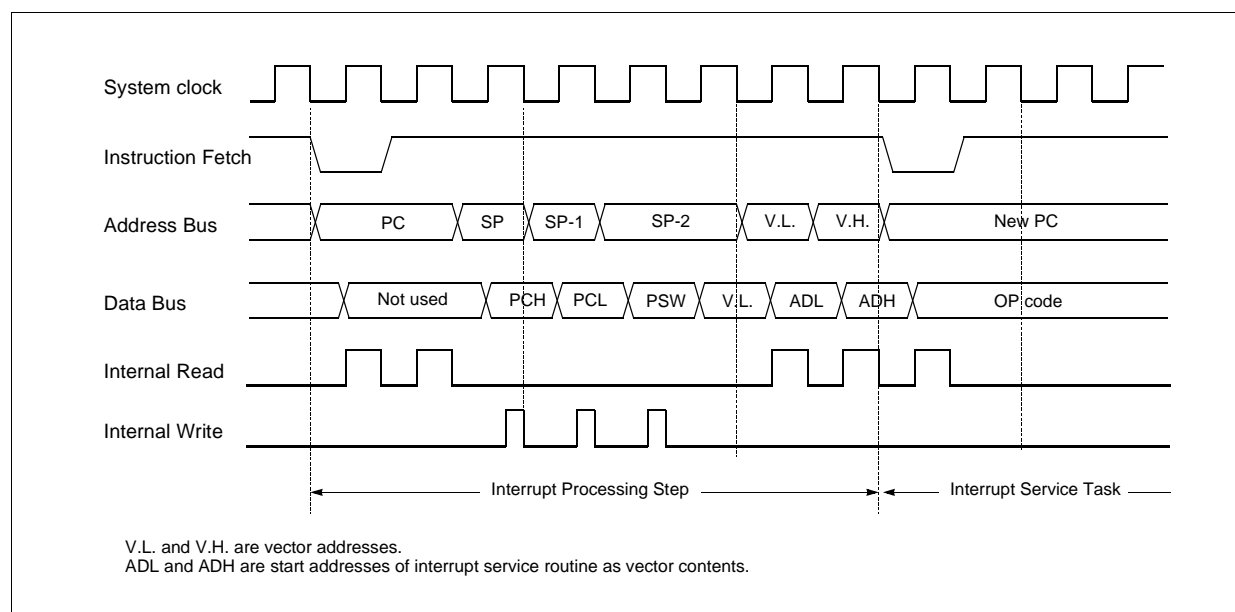 System clock
Instruction Fetch
Address Bus PC SP SP-1 SP-2 V.L. V.H. New PC
Data Bus Not used PCH PCL PSW V.L. ADL ADH OP code
Internal Read
Internal Write
Interrupt Processing Step Interrupt Service Task
V.L. and V.H. are vector addresses.
ADL and ADH are start addresses of interrupt service routine as vector contents.